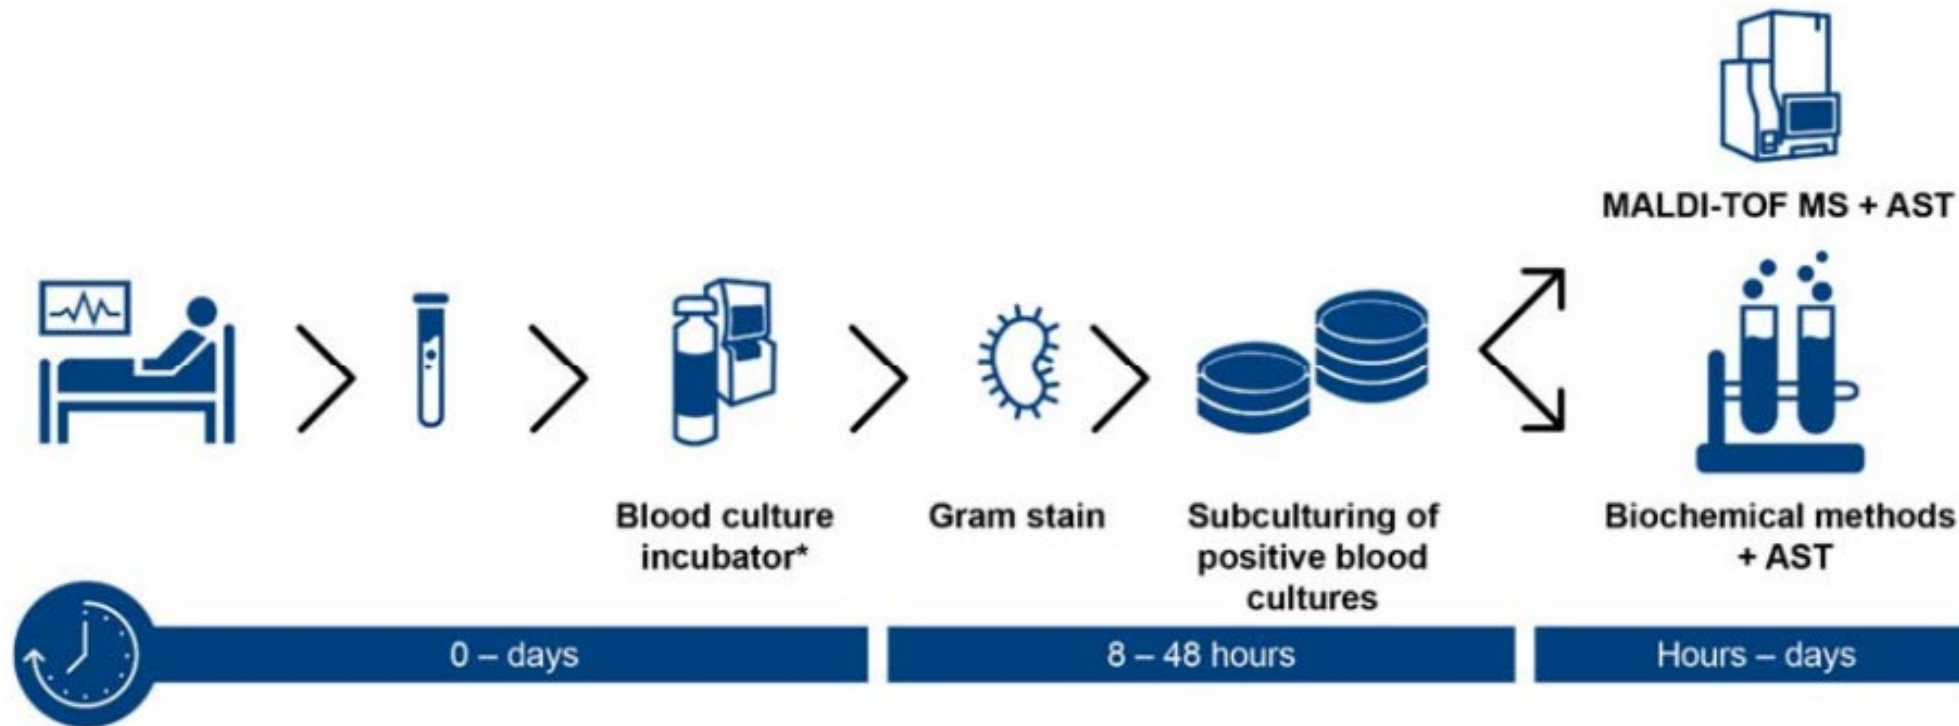 MALDI-TOF MS + AST
Blood culture
incubator*
Gram stain
Subculturing of
positive blood
cultures
Biochemical methods
+ AST
0 – days
8 – 48 hours
Hours – days